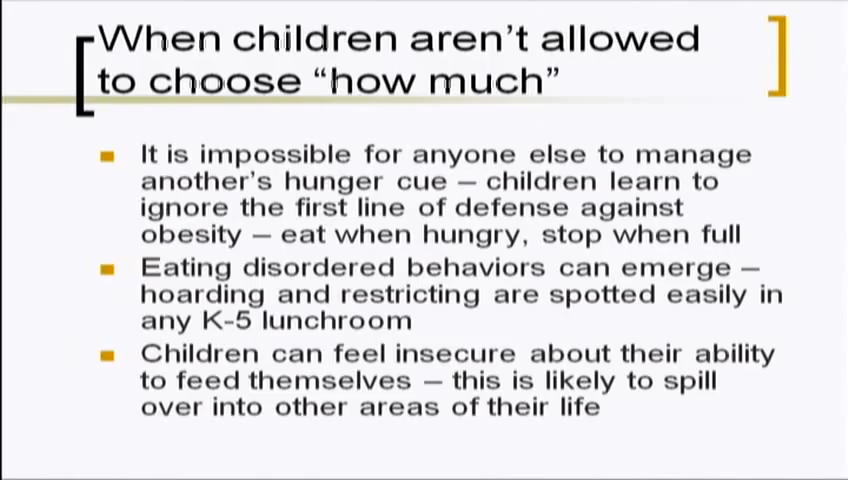 When children aren't allowed
to choose “how much”
It is impossible for anyone else to manage
another's hunger cue – children learn to
ignore the first line of defense against
obesity – eat when hungry, stop when full
Eating disordered behaviors can emerge –
hoarding and restricting are spotted easily in
any K-5 lunchroom
Children can feel insecure about their ability
to feed themselves – this is likely to spill
over into other areas of their life